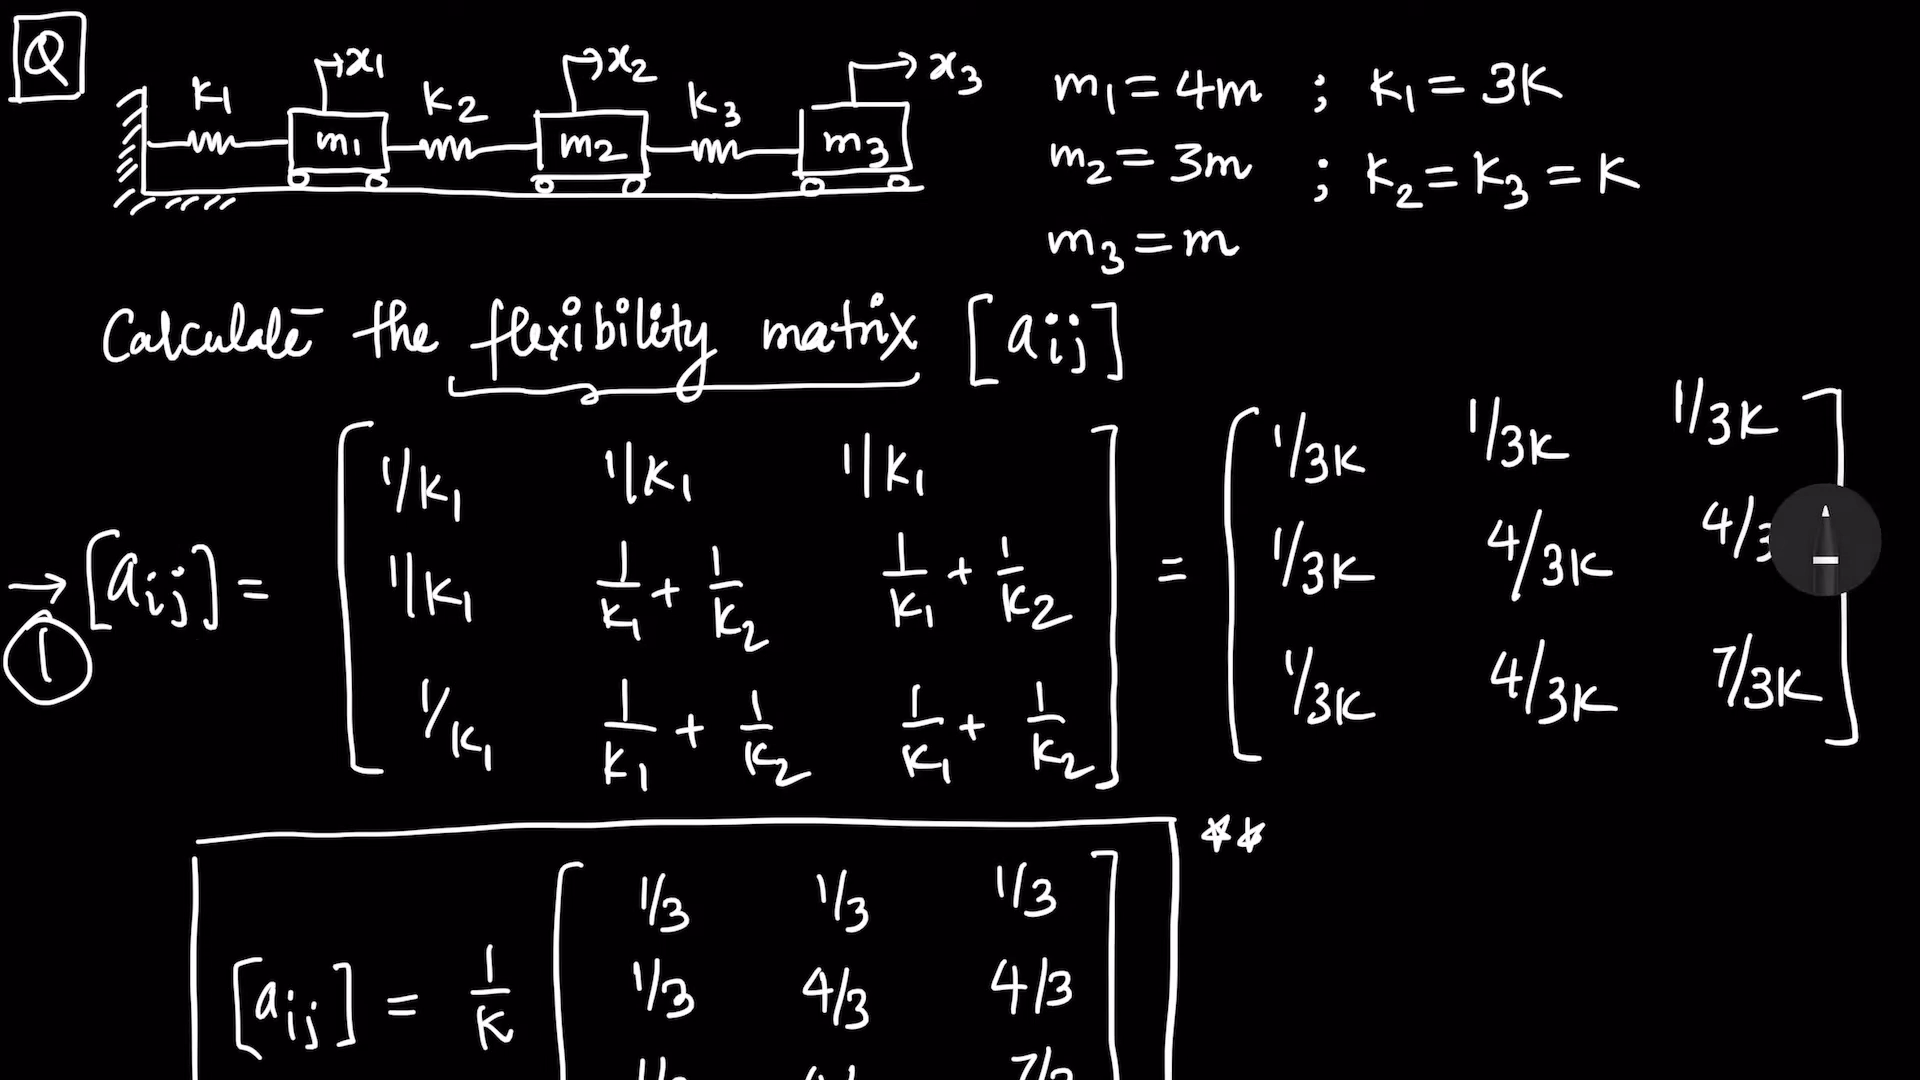 Q
k1 x1 k2 x2 k3 x3
m1 m2 m3
m1 = 4m ; k1 = 3K
m2 = 3m ; k2 = k3 = K
m3 = m
Calculate the flexibility matrix [aij]
→ [aij] = [ 1/k1 1/k1 1/k1 = [ 1/3K 1/3K 1/3K
1/k1 1/k1 + 1/k2 1/k1 + 1/k2 1/3K 4/3K 4/3
1/k1 1/k1 + 1/k2 1/k1 + 1/k2 ] 1/3K 4/3K 7/3K ]
1
**
[aij] = 1/K [ 1/3 1/3 1/3
1/3 4/3 4/3